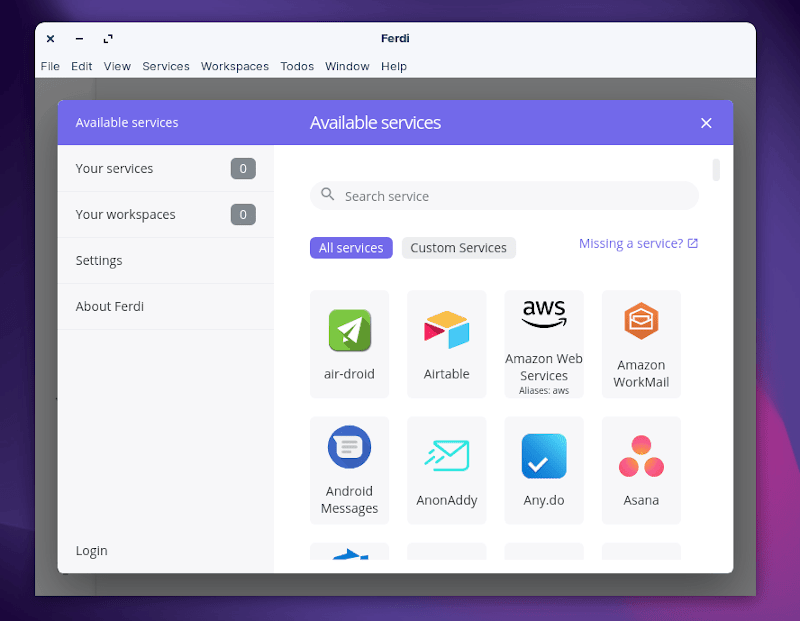 Ferdi
File Edit View Services Workspaces Todos Window Help
Available services
Available services
Your services 0
Your workspaces 0
Settings
About Ferdi
Login
Search service
All services Custom Services Missing a service?
air-droid
Airtable
aws
Amazon Web
Services
Aliases: aws
Amazon
WorkMail
Android
Messages
AnonAddy
Any.do
Asana